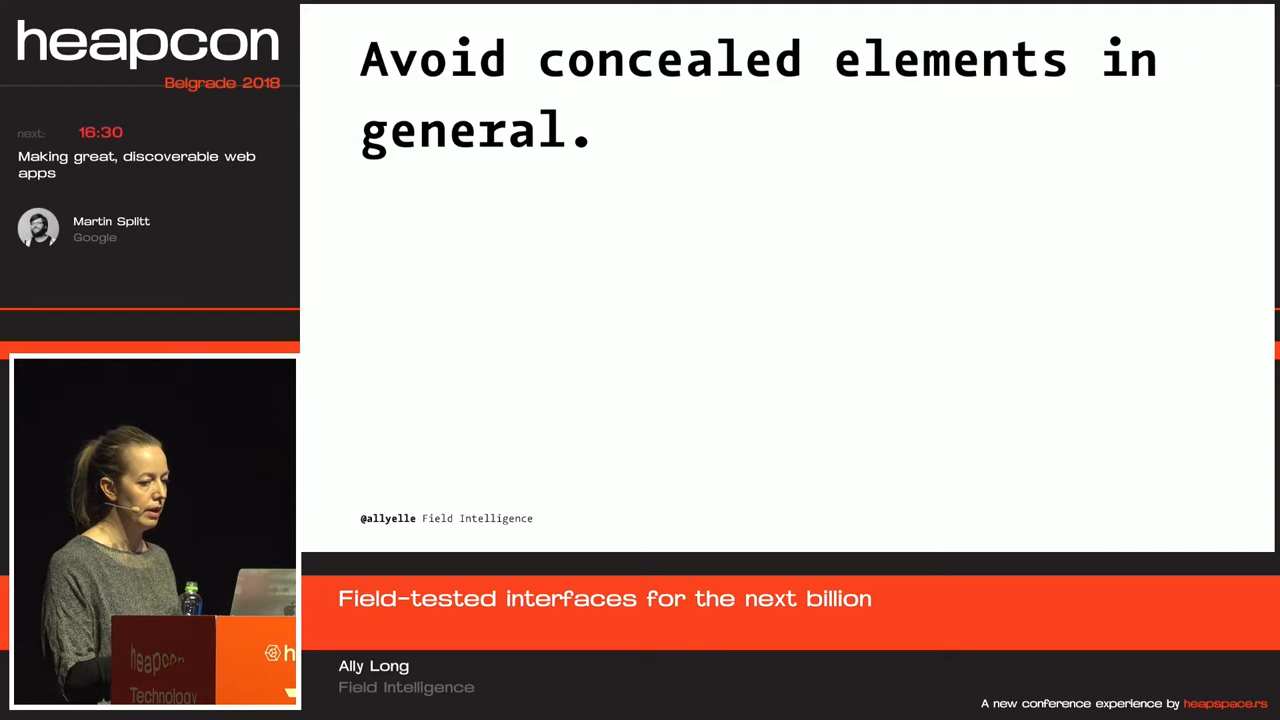 heapcon
Belgrade 2018
next: 16:30
Making great, discoverable web
apps
Martin Splitt
Google
Avoid concealed elements in
general.
@allyelle Field Intelligence
heapcon
Technology
h
Field-tested interfaces for the next billion
Ally Long
Field Intelligence
A new conference experience by heapspace.rs